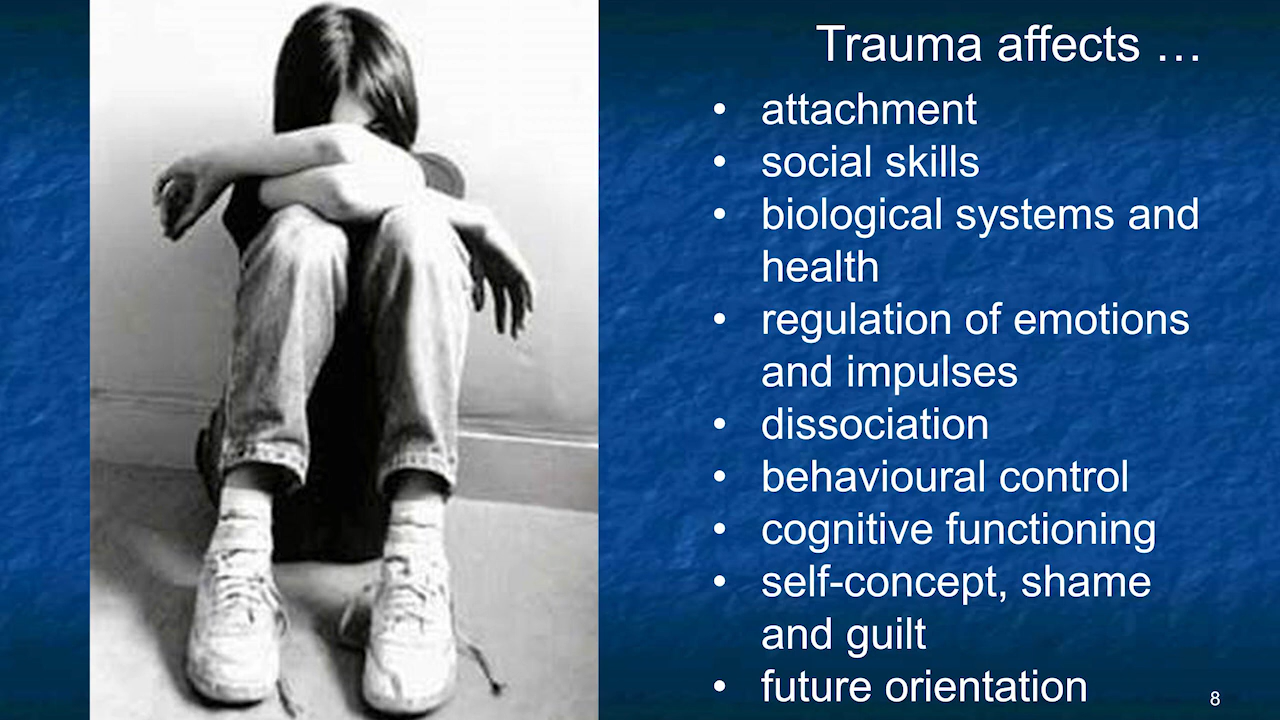 Trauma affects …
• attachment
• social skills
• biological systems and
health
• regulation of emotions
and impulses
• dissociation
• behavioural control
• cognitive functioning
• self-concept, shame
and guilt
• future orientation
8